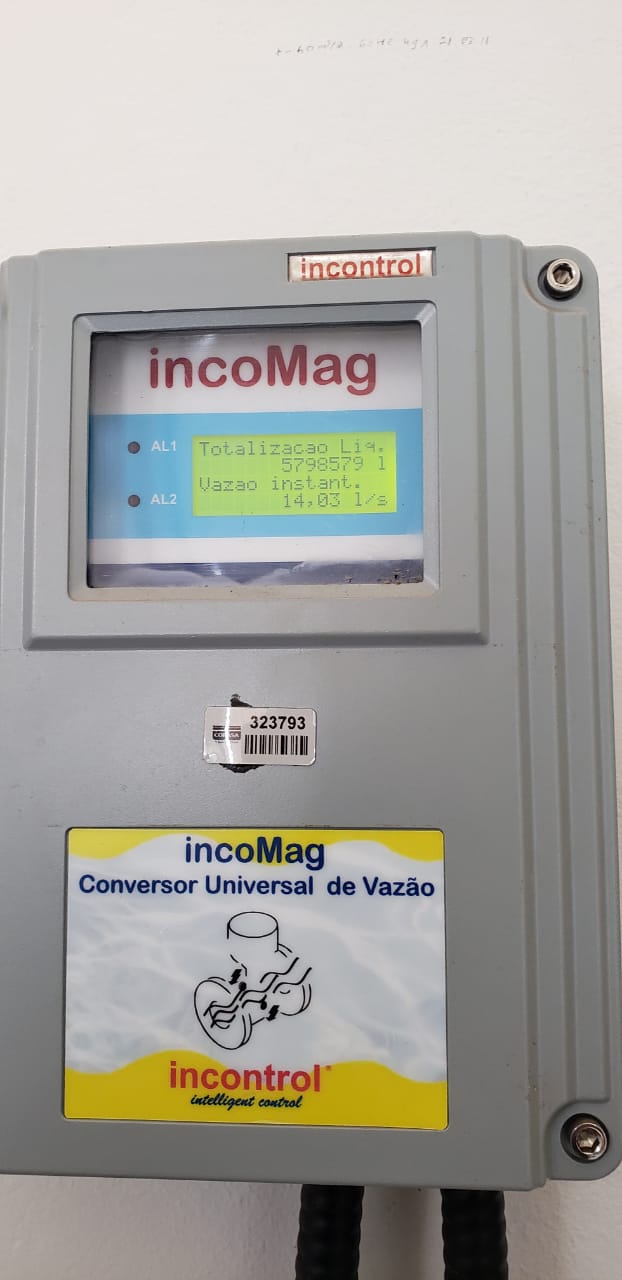 incontrol
incoMag
AL1
Totalizacao Liq.
5798579 l
AL2
Vazao instant.
14,03 l/s
323793
incoMag
Conversor Universal de Vazão
incontrol®
intelligent control